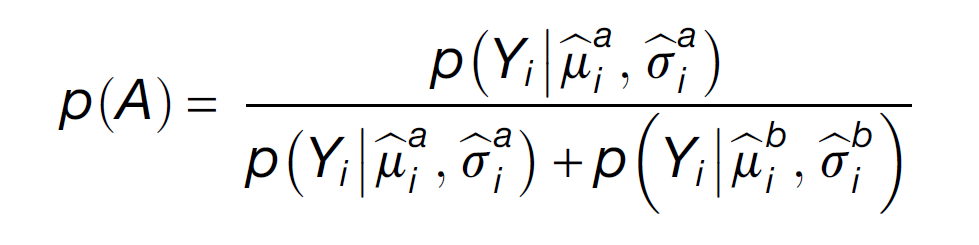 p(A) = p(Y_i | μ̂_i^a, σ̂_i^a) / (p(Y_i | μ̂_i^a, σ̂_i^a) + p(Y_i | μ̂_i^b, σ̂_i^b))